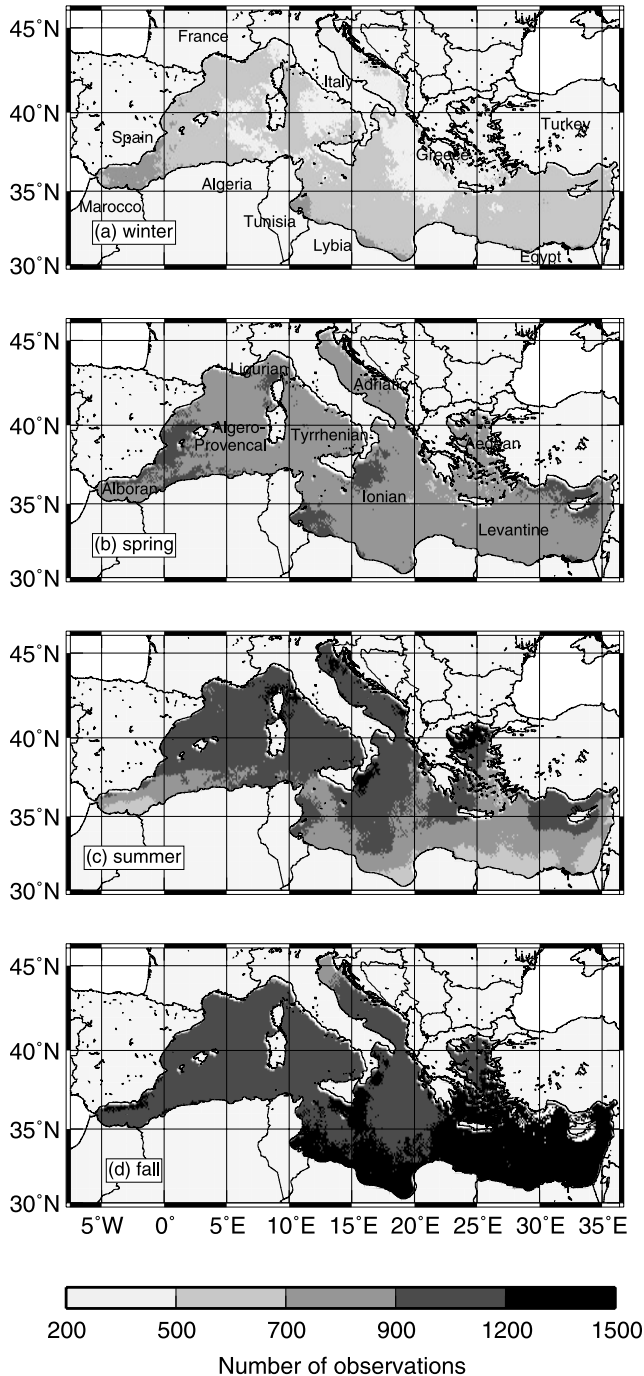 45°N
40°N
35°N
30°N
France
Italy
Spain
Greece
Turkey
Algeria
Marocco
Tunisia
Lybia
Egypt
(a) winter
45°N
40°N
35°N
30°N
Ligurian
Adriatic
Algero-
Provencal
Tyrrhenian
Aegean
Alboran
Ionian
Levantine
(b) spring
45°N
40°N
35°N
30°N
(c) summer
45°N
40°N
35°N
30°N
(d) fall
5°W 0° 5°E 10°E 15°E 20°E 25°E 30°E 35°E
200 500 700 900 1200 1500
Number of observations